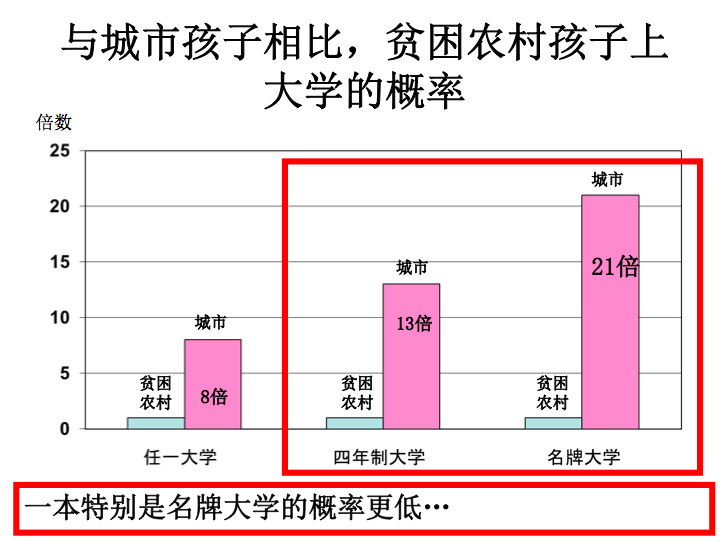 与城市孩子相比，贫困农村孩子上
大学的概率
倍数
25
20
15
10
5
0
贫困
农村
城市
8倍
任一大学
贫困
农村
城市
13倍
四年制大学
贫困
农村
城市
21倍
名牌大学
一本特别是名牌大学的概率更低…